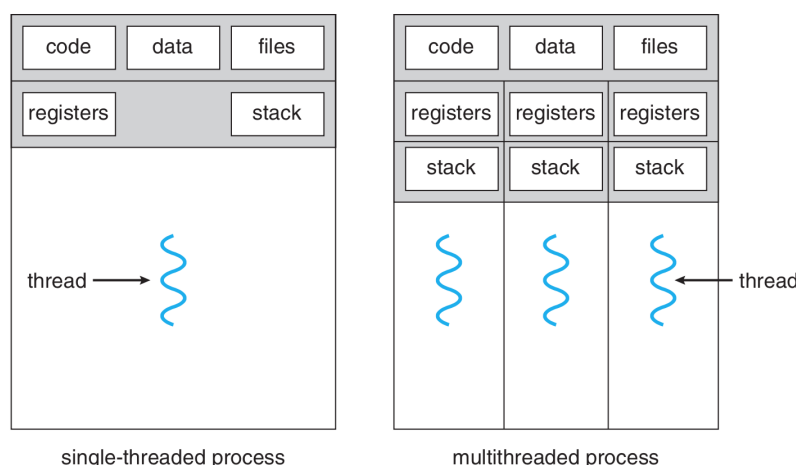 code data files code data files
registers stack registers registers registers
stack stack stack
thread thread
single-threaded process multithreaded process